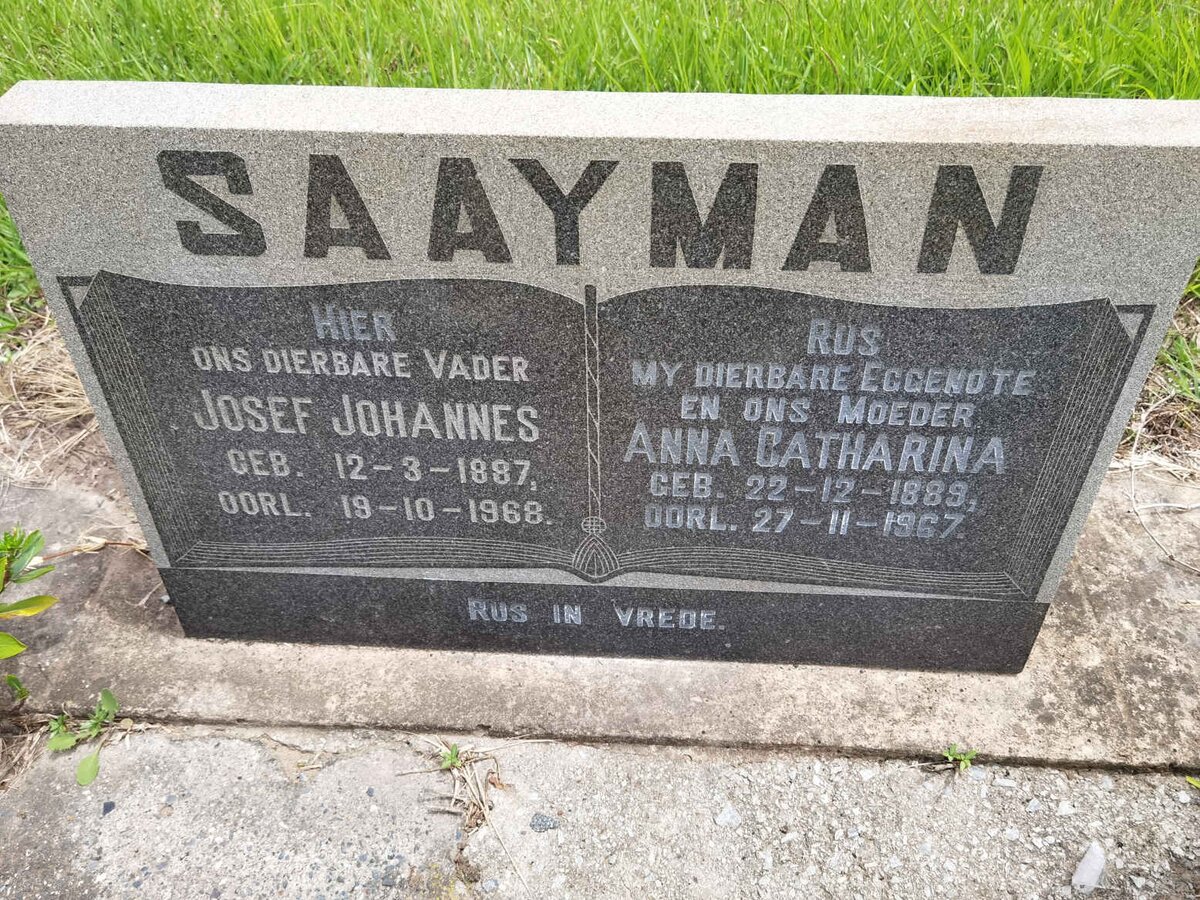 SAAYMAN
HIER
ONS DIERBARE VADER
JOSEF JOHANNES
GEB. 12-3-1887,
OORL. 19-10-1968.
RUS
MY DIERBARE EGGENOTE
EN ONS MOEDER
ANNA CATHARINA
GEB. 22-12-1889,
OORL. 27-11-1967.
RUS IN VREDE.